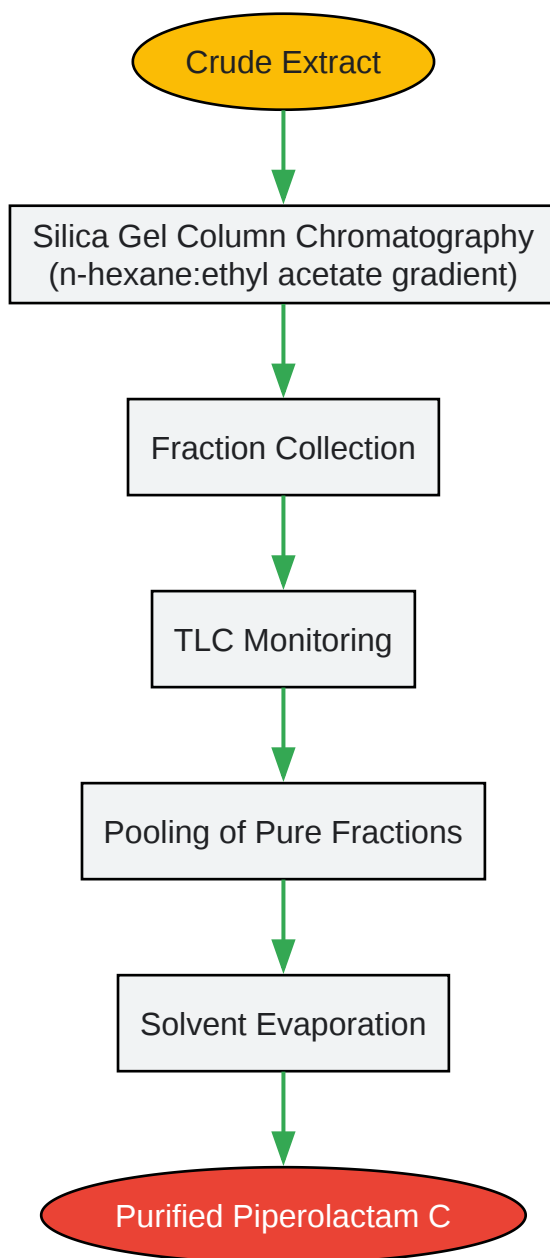 Crude Extract
Silica Gel Column Chromatography
(n-hexane:ethyl acetate gradient)
Fraction Collection
TLC Monitoring
Pooling of Pure Fractions
Solvent Evaporation
Purified Piperolactam C